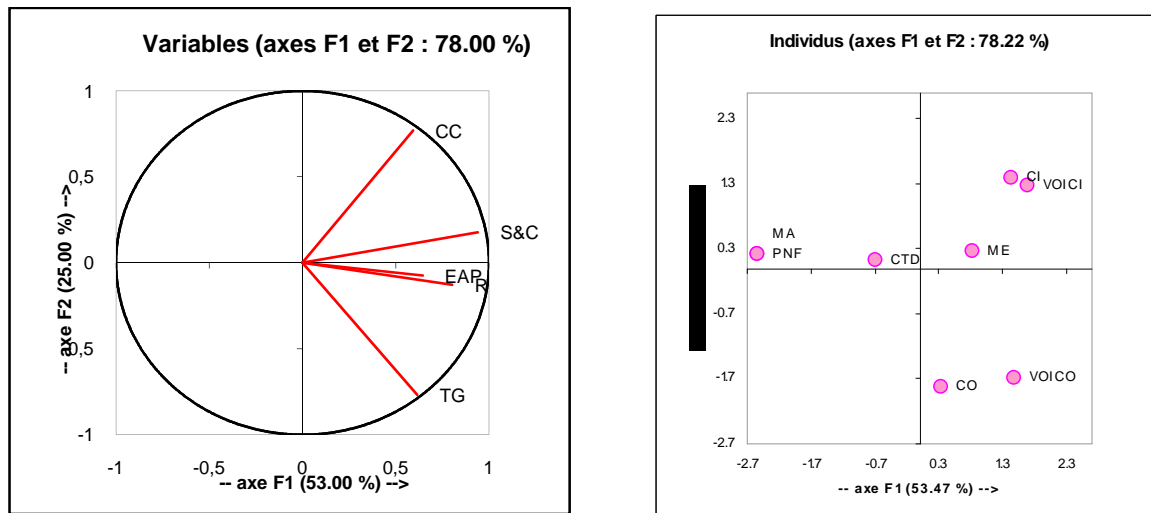 Variables (axes F1 et F2 : 78.00 %)
1
CC
0,5
S&C
0
EAP
R
-0,5
TG
-1
-1
-0,5
0
0,5
1
-- axe F1 (53.00 %) -->
-- axe F2 (25.00 %) -->
Individus (axes F1 et F2 : 78.22 %)
2.3
1.3
CI
VOICI
MA
0.3
PNF
CTD
ME
-0.7
-1.7
CO
VOICO
-2.7
-2.7
-1.7
-0.7
0.3
1.3
2.3
-- axe F1 (53.47 %) -->